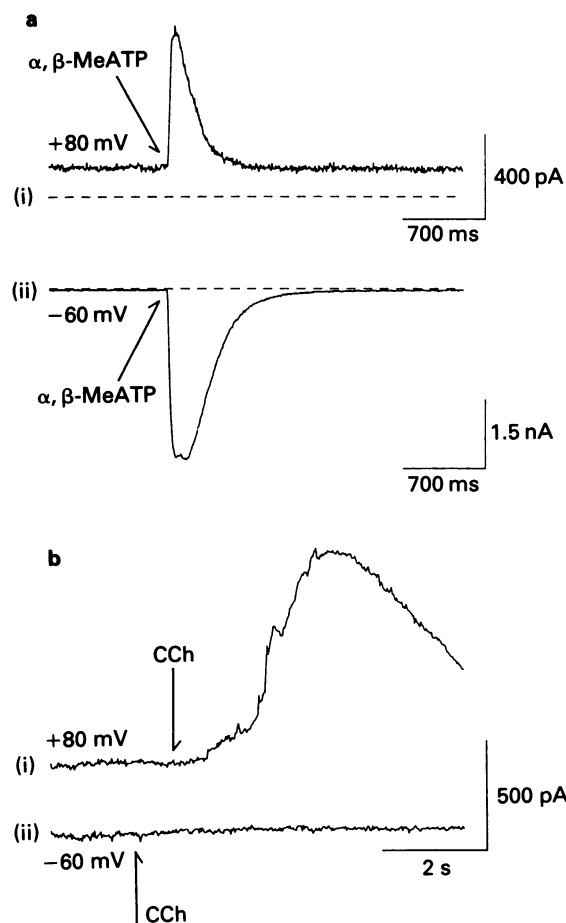 a
α, β-MeATP
+80 mV
(i)
400 pA
700 ms
(ii)
−60 mV
α, β-MeATP
1.5 nA
700 ms
b
CCh
+80 mV
(i)
500 pA
(ii)
−60 mV
2 s
CCh